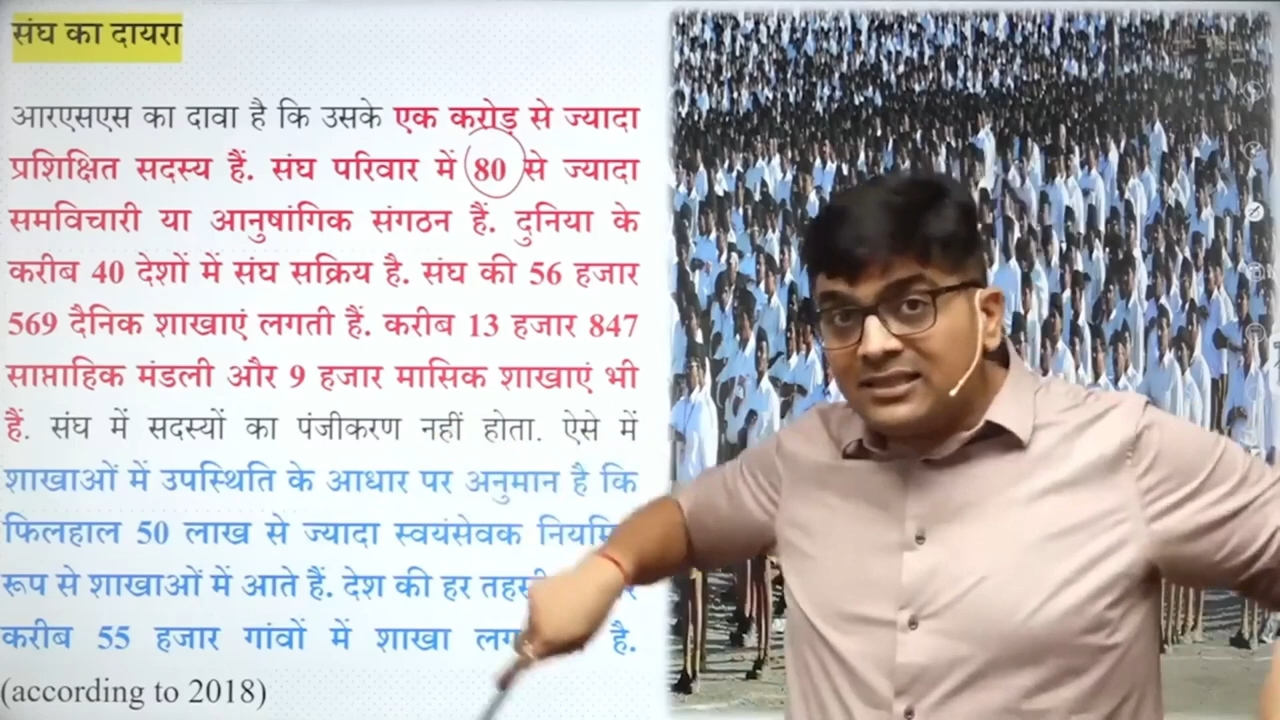 संघ का दायरा
आरएसएस का दावा है कि उसके एक करोड़ से ज्यादा
प्रशिक्षित सदस्य हैं. संघ परिवार में 80 से ज्यादा
समविचारी या आनुषांगिक संगठन हैं. दुनिया के
करीब 40 देशों में संघ सक्रिय है. संघ की 56 हजार
569 दैनिक शाखाएं लगती हैं. करीब 13 हजार 847
साप्ताहिक मंडली और 9 हजार मासिक शाखाएं भी
हैं. संघ में सदस्यों का पंजीकरण नहीं होता. ऐसे में
शाखाओं में उपस्थिति के आधार पर अनुमान है कि
फिलहाल 50 लाख से ज्यादा स्वयंसेवक
रूप से शाखाओं में आते हैं. देश की हर
करीब 55 हजार गांवों में शाखा है.
(according to 2018)